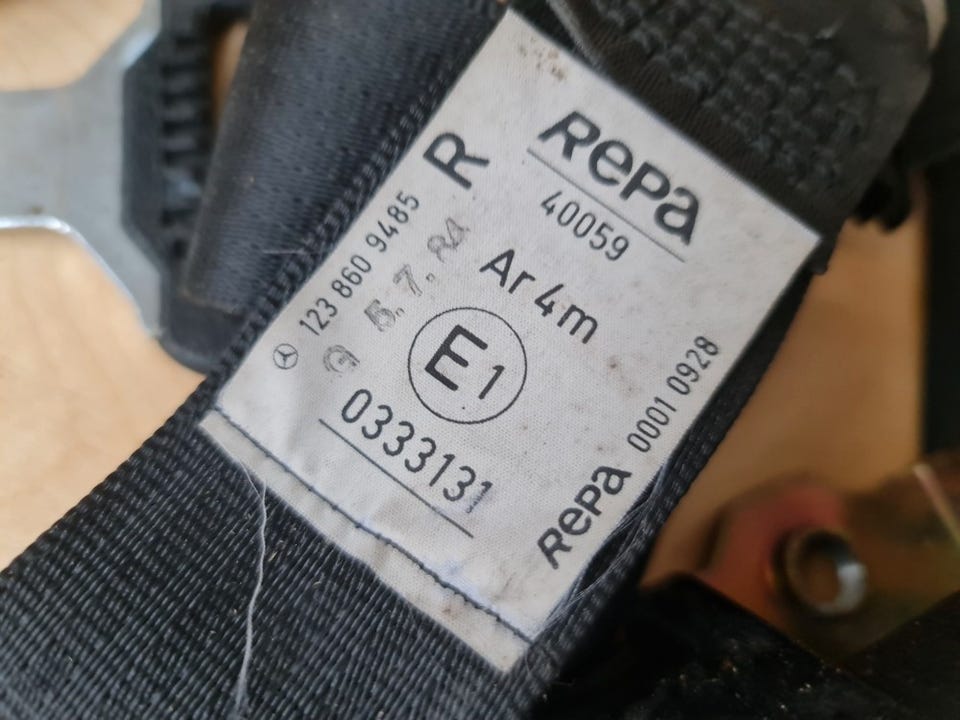 RePa
40059
Ar 4m
E1
0333131
R
123 860 9485
G 5.7.84
RePa 0001 0928